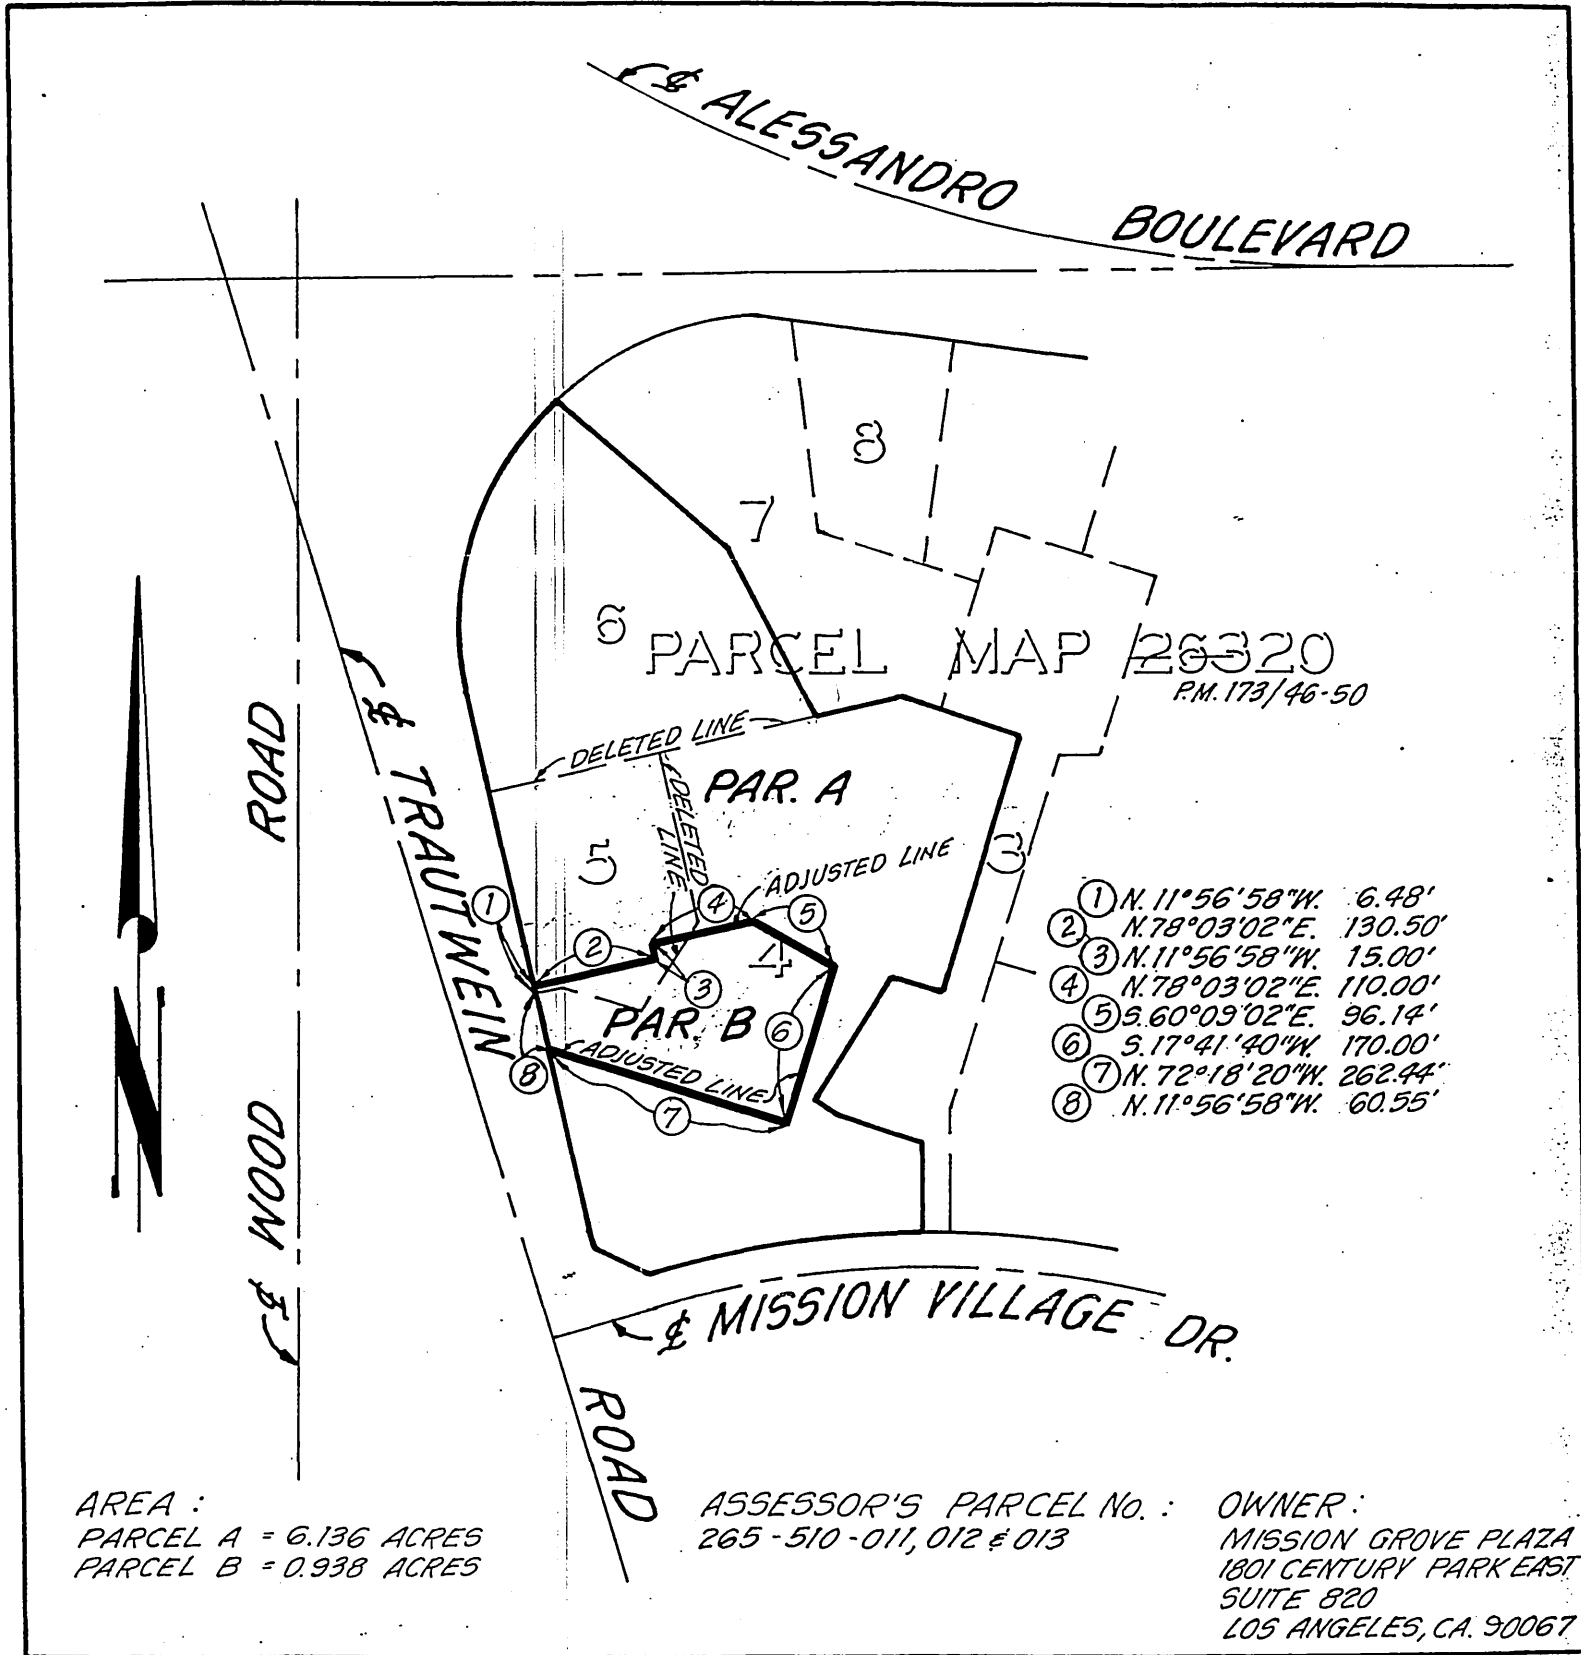 ℄ ALESSANDRO BOULEVARD
8
7
6
PARCEL MAP 26320
P.M. 173/46-50
℄ TRAUTWEIN ROAD
℄ WOOD ROAD
DELETED LINE
DELETED LINE
PAR. A
5
3
ADJUSTED LINE
4
1
2
3
4
5
6
7
8
PAR. B
ADJUSTED LINE
N
1 N. 11°56'58"W. 6.48'
2 N. 78°03'02"E. 130.50'
3 N. 11°56'58"W. 15.00'
4 N. 78°03'02"E. 110.00'
5 S. 60°09'02"E. 96.14'
6 S. 17°41'40"W. 170.00'
7 N. 72°18'20"W. 262.44'
8 N. 11°56'58"W. 60.55'
℄ MISSION VILLAGE DR.
AREA :
PARCEL A = 6.136 ACRES
PARCEL B = 0.938 ACRES
ASSESSOR'S PARCEL No. :
265-510-011, 012 & 013
OWNER :
MISSION GROVE PLAZA
1801 CENTURY PARK EAST
SUITE 820
LOS ANGELES, CA. 90067